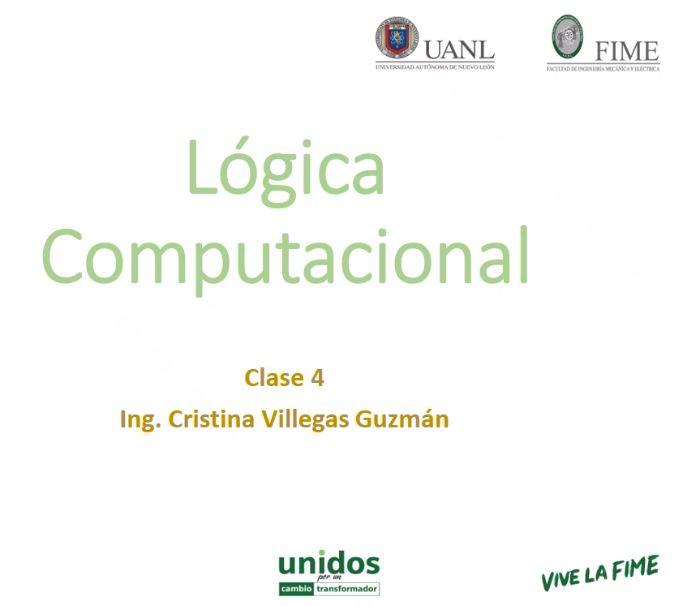 UANL
UNIVERSIDAD AUTÓNOMA DE NUEVO LEÓN
FIME
FACULTAD DE INGENIERÍA MECÁNICA Y ELÉCTRICA
Lógica
Computacional
Clase 4
Ing. Cristina Villegas Guzmán
unidos
por un
cambio transformador
VIVE LA FIME